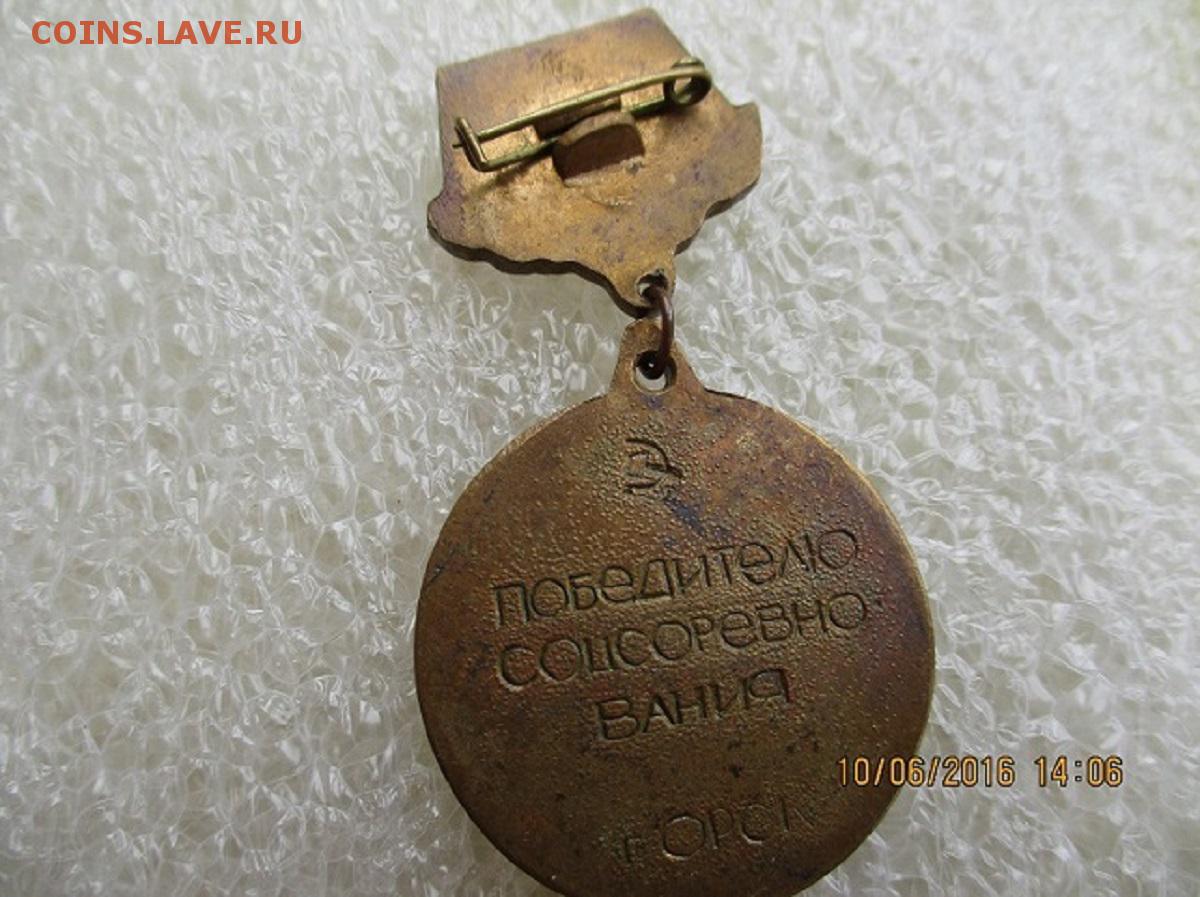 COINS.LAVE.RU
ПОБЕДИТЕЛЮ
СОЦСОРЕВНО
ВАНИЯ
10/06/2016 14:06
г ОРСК